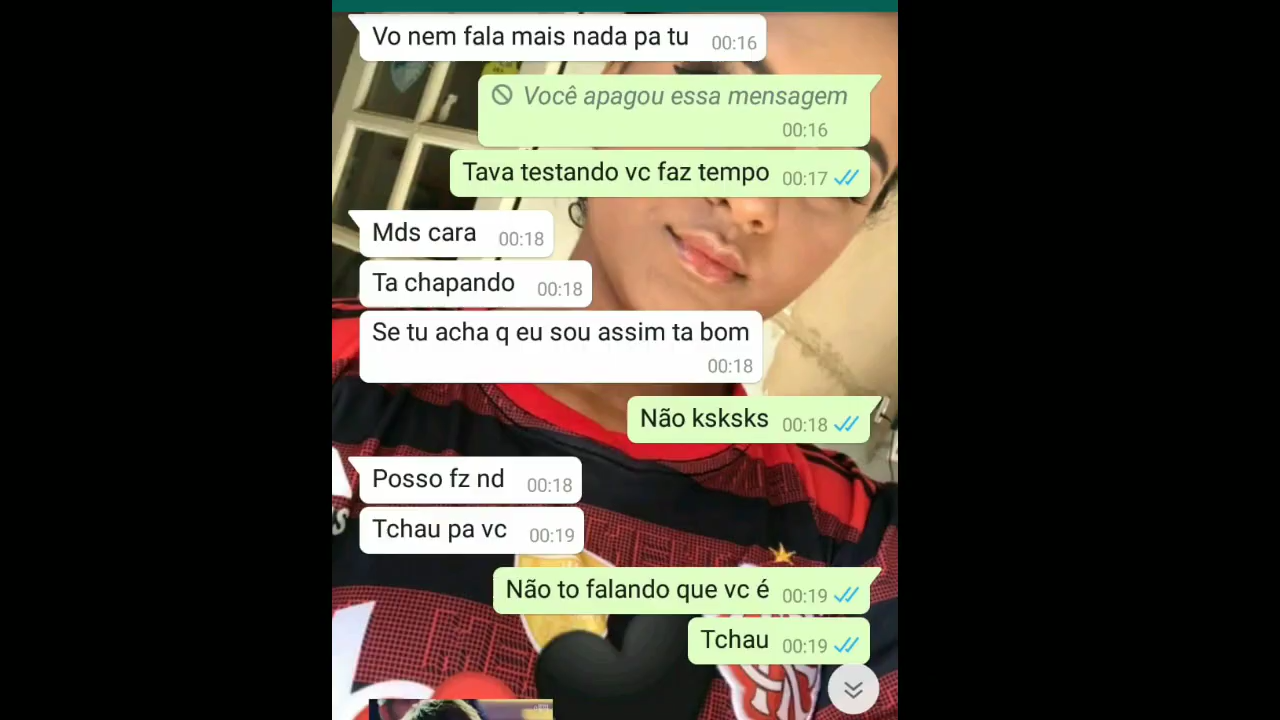 Vo nem fala mais nada pa tu 00:16
Você apagou essa mensagem
00:16
Tava testando vc faz tempo 00:17
Mds cara 00:18
Ta chapando 00:18
Se tu acha q eu sou assim ta bom
00:18
Não ksksks 00:18
Posso fz nd 00:18
Tchau pa vc 00:19
Não to falando que vc é 00:19
Tchau 00:19